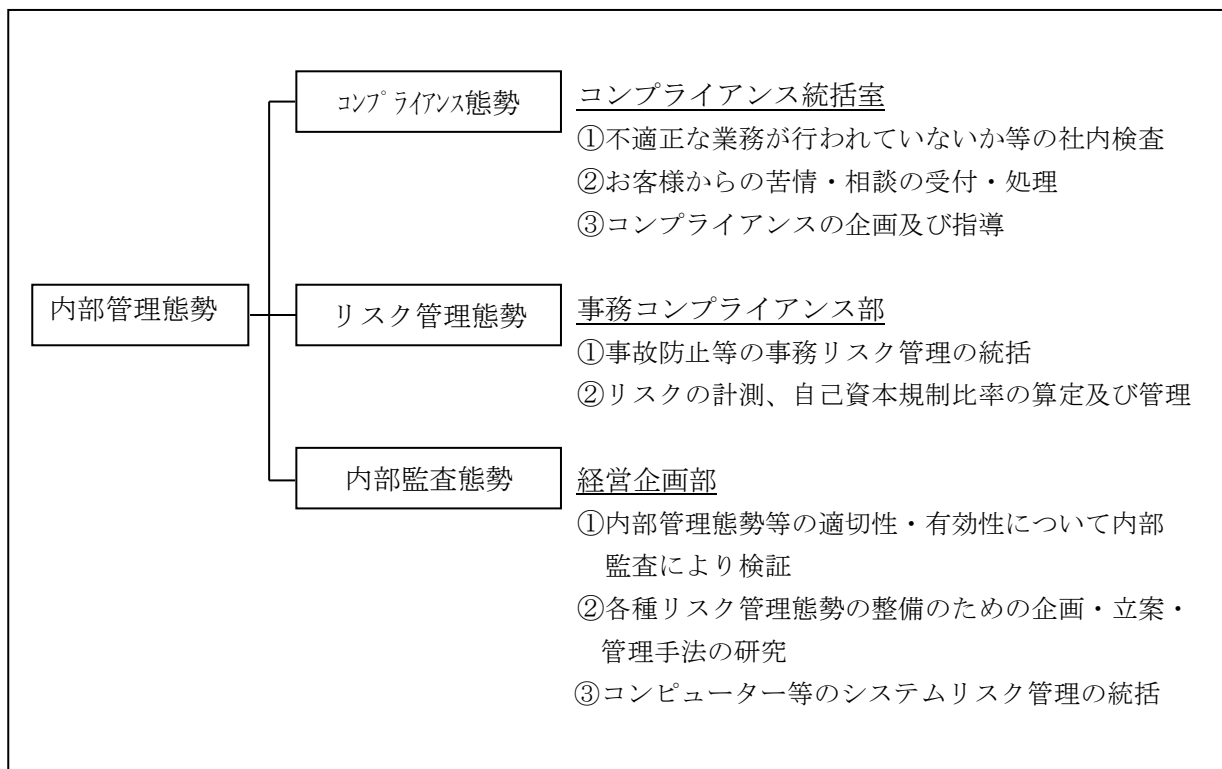 コンプライアンス態勢
コンプライアンス統括室
①不適正な業務が行われていないか等の社内検査
②お客様からの苦情・相談の受付・処理
③コンプライアンスの企画及び指導
内部管理態勢
リスク管理態勢
事務コンプライアンス部
①事故防止等の事務リスク管理の統括
②リスクの計測、自己資本規制比率の算定及び管理
内部監査態勢
経営企画部
①内部管理態勢等の適切性・有効性について内部
監査により検証
②各種リスク管理態勢の整備のための企画・立案・
管理手法の研究
③コンピューター等のシステムリスク管理の統括